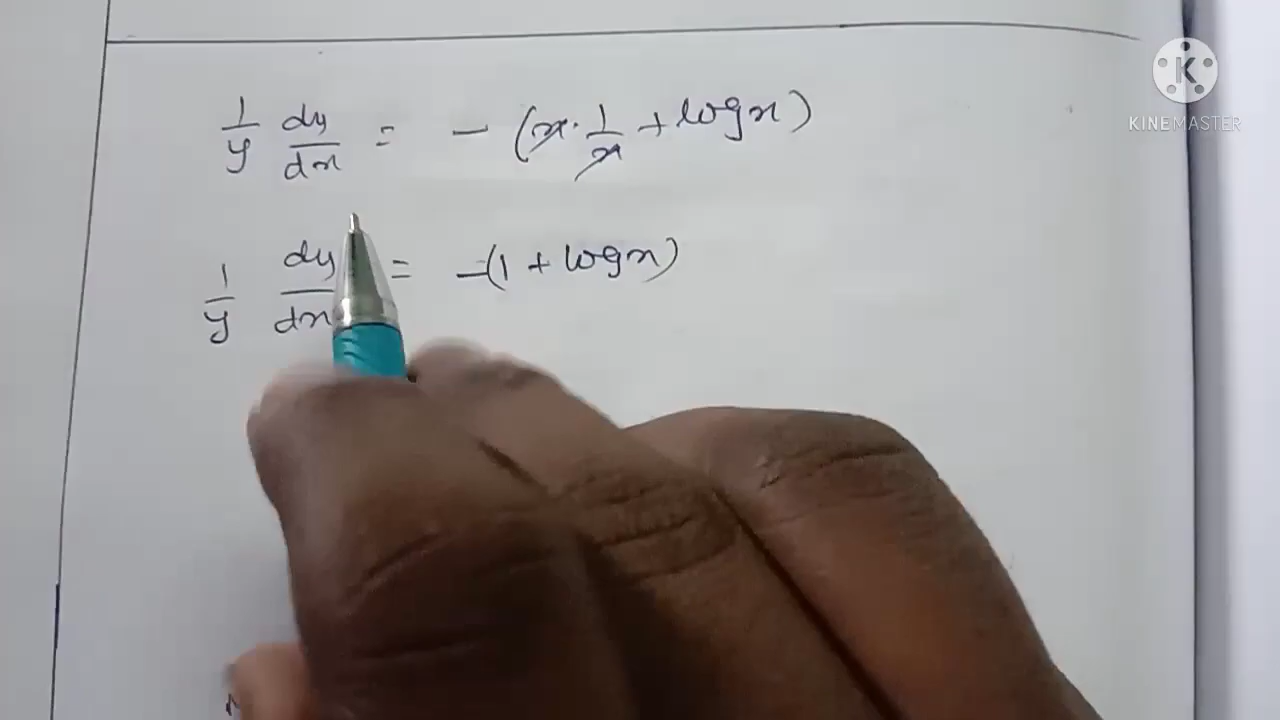 1/y dy/dx = - (x · 1/x + log x)
K
KINEMASTER
1/y dy/dx = -(1 + log x)